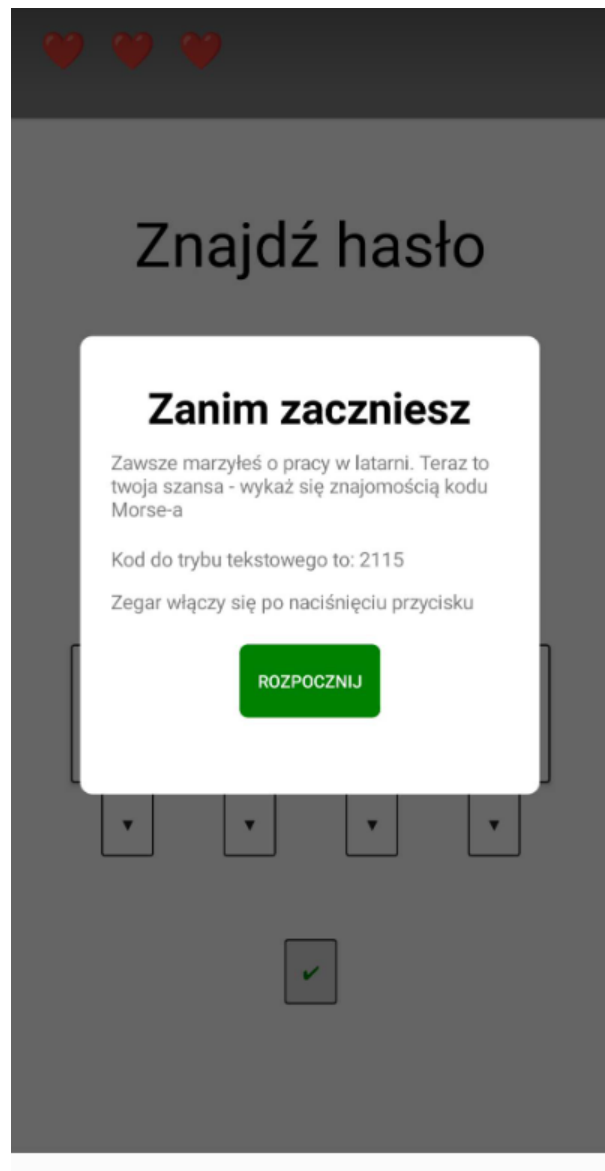 Znajdź hasło
Zanim zaczniesz
Zawsze marzyłeś o pracy w latarni. Teraz to
twoja szansa - wykaż się znajomością kodu
Morse-a
Kod do trybu tekstowego to: 2115
Zegar włączy się po naciśnięciu przycisku
ROZPOCZNIJ